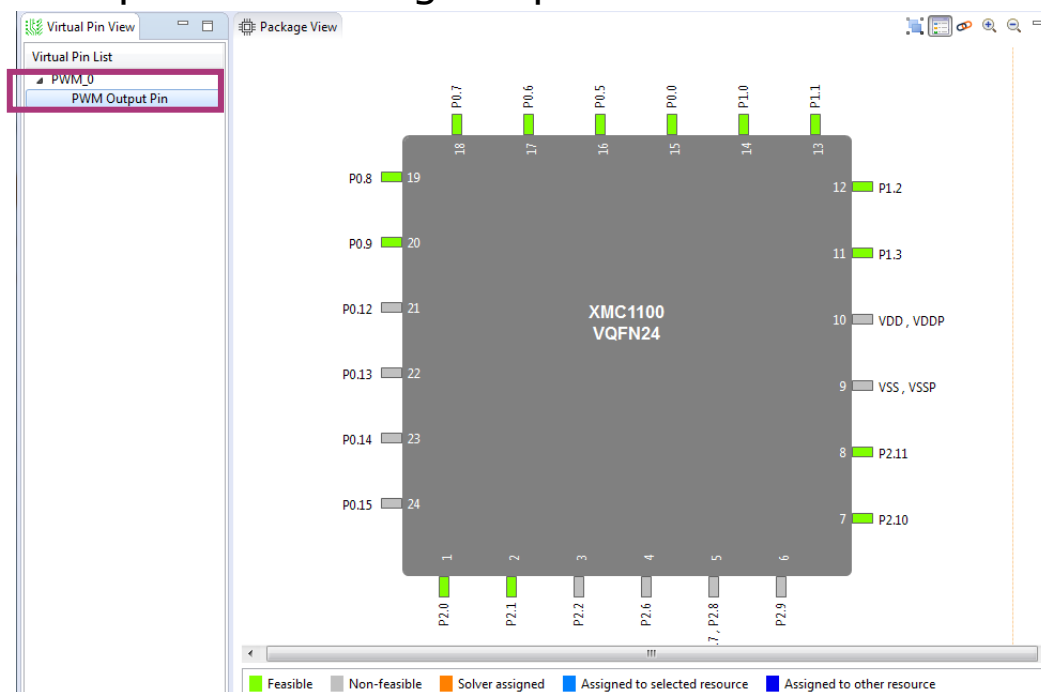 Virtual Pin View
Package View
Virtual Pin List
PWM_0
PWM Output Pin
P0.7
P0.6
P0.5
P0.0
P1.0
P1.1
18
17
16
15
14
13
P0.8 19
12 P1.2
P0.9 20
11 P1.3
P0.12 21
XMC1100
VQFN24
10 VDD , VDDP
P0.13 22
9 VSS , VSSP
P0.14 23
8 P2.11
P0.15 24
7 P2.10
1
2
3
4
5
6
P2.0
P2.1
P2.2
P2.6
.7 , P2.8
P2.9
Feasible
Non-feasible
Solver assigned
Assigned to selected resource
Assigned to other resource